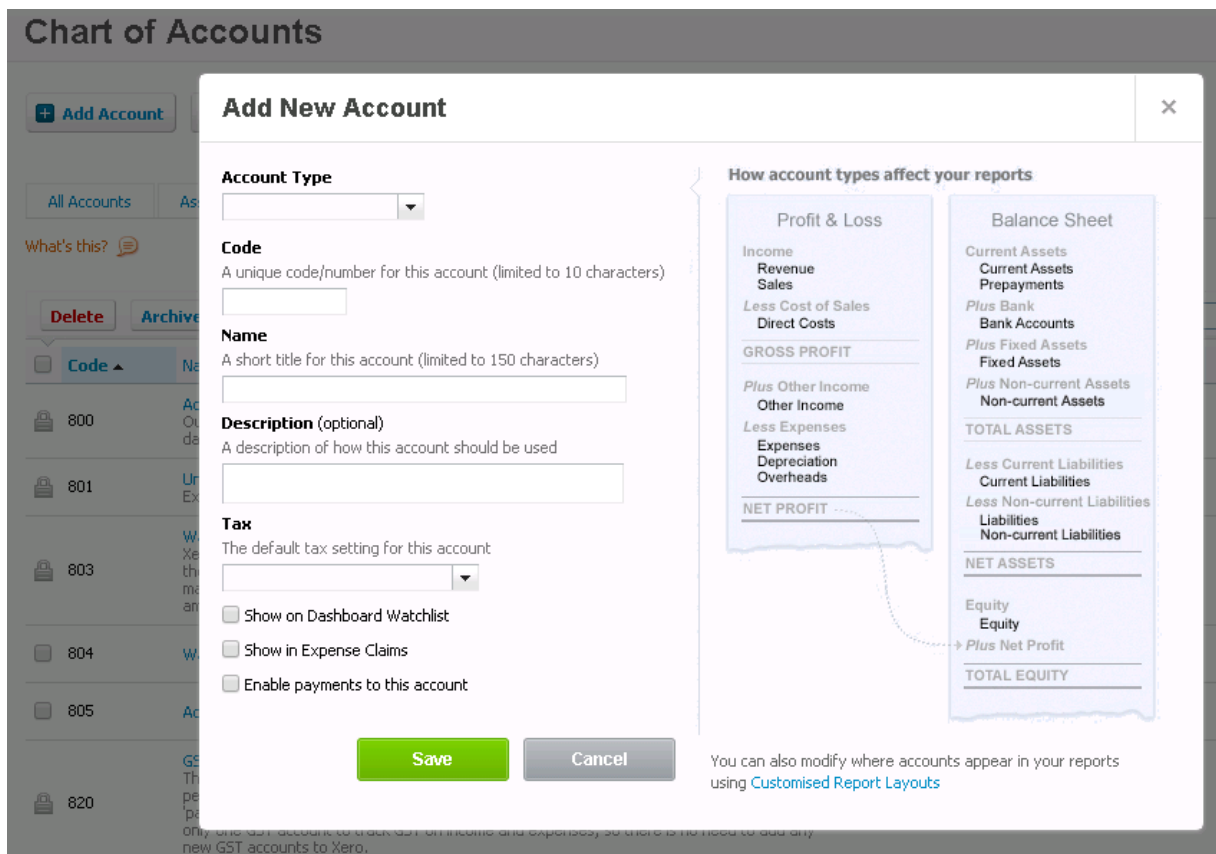 Chart of Accounts
Add Account
All Accounts
What's this?
Delete
Archive
Code
800
801
803
804
805
820
only one GST account to track GST on income and expenses, so there is no need to add any
new GST accounts to Xero.
Add New Account
×
Account Type
Code
A unique code/number for this account (limited to 10 characters)
Name
A short title for this account (limited to 150 characters)
Description (optional)
A description of how this account should be used
Tax
The default tax setting for this account
Show on Dashboard Watchlist
Show in Expense Claims
Enable payments to this account
Save
Cancel
How account types affect your reports
Profit & Loss
Income
Revenue
Sales
Less Cost of Sales
Direct Costs
GROSS PROFIT
Plus Other Income
Other Income
Less Expenses
Expenses
Depreciation
Overheads
NET PROFIT
Balance Sheet
Current Assets
Current Assets
Prepayments
Plus Bank
Bank Accounts
Plus Fixed Assets
Fixed Assets
Plus Non-current Assets
Non-current Assets
TOTAL ASSETS
Less Current Liabilities
Current Liabilities
Less Non-current Liabilities
Liabilities
Non-current Liabilities
NET ASSETS
Equity
Equity
Plus Net Profit
TOTAL EQUITY
You can also modify where accounts appear in your reports
using Customised Report Layouts